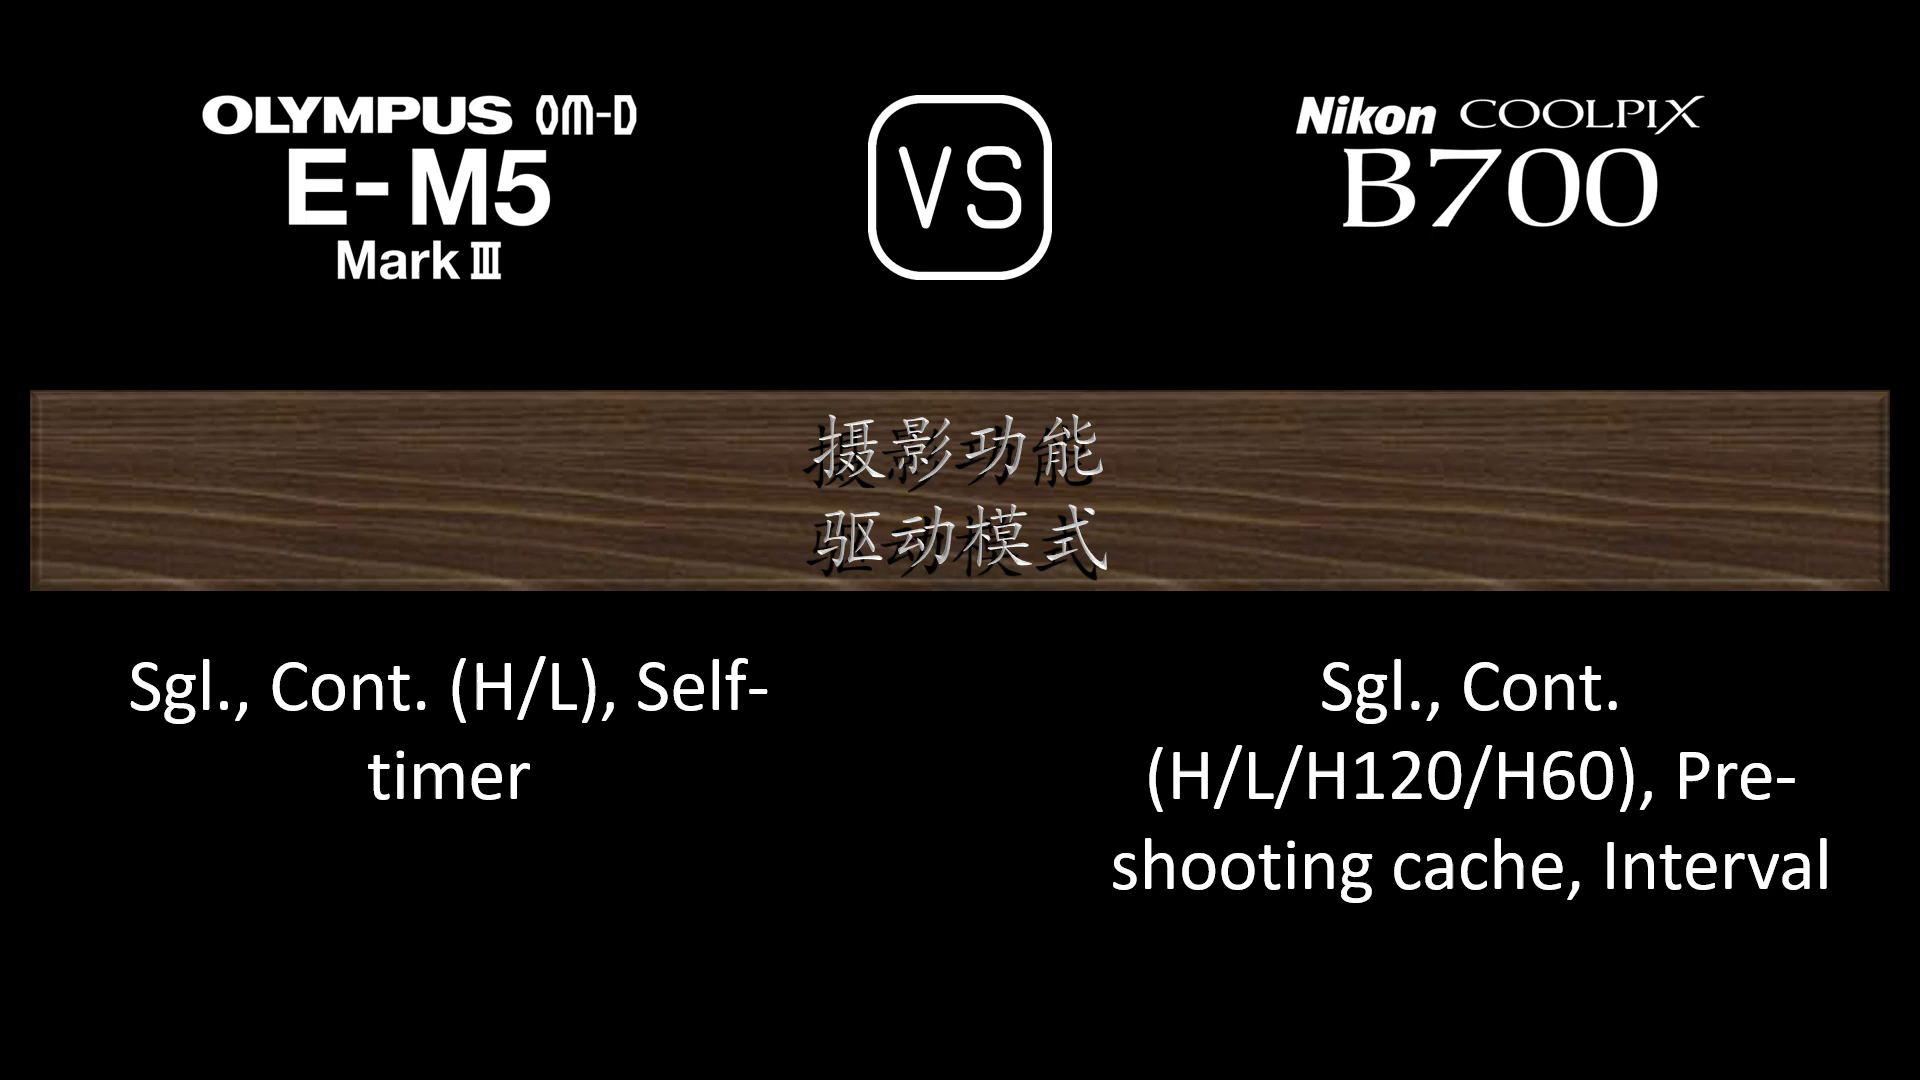 OLYMPUS OM-D
E-M5
Mark III
VS
Nikon COOLPIX
B700
摄影功能
驱动模式
Sgl., Cont. (H/L), Self-
timer
Sgl., Cont.
(H/L/H120/H60), Pre-
shooting cache, Interval